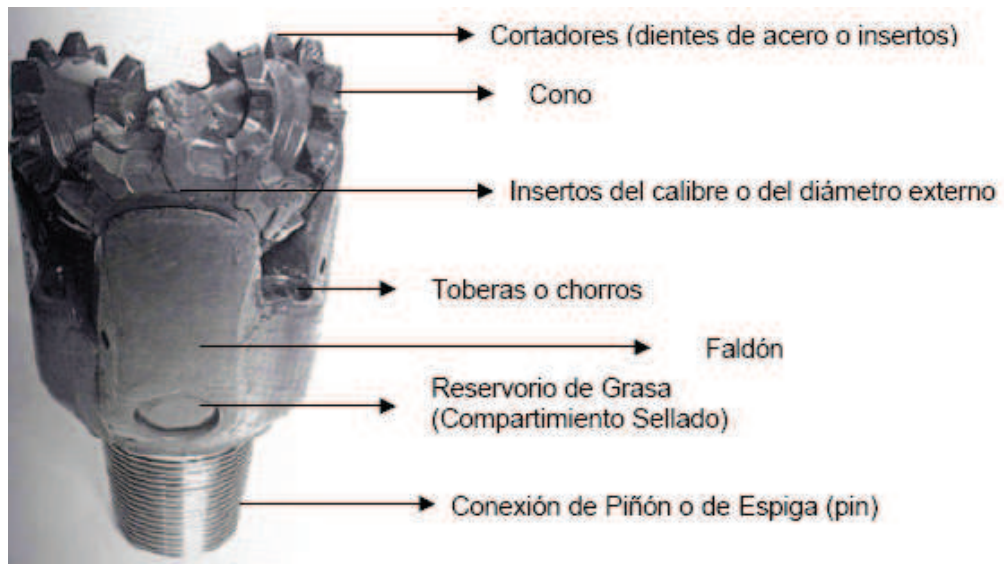 Cortadores (dientes de acero o insertos)
Cono
Insertos del calibre o del diámetro externo
Toberas o chorros
Faldón
Reservorio de Grasa
(Compartimiento Sellado)
Conexión de Piñón o de Espiga (pin)